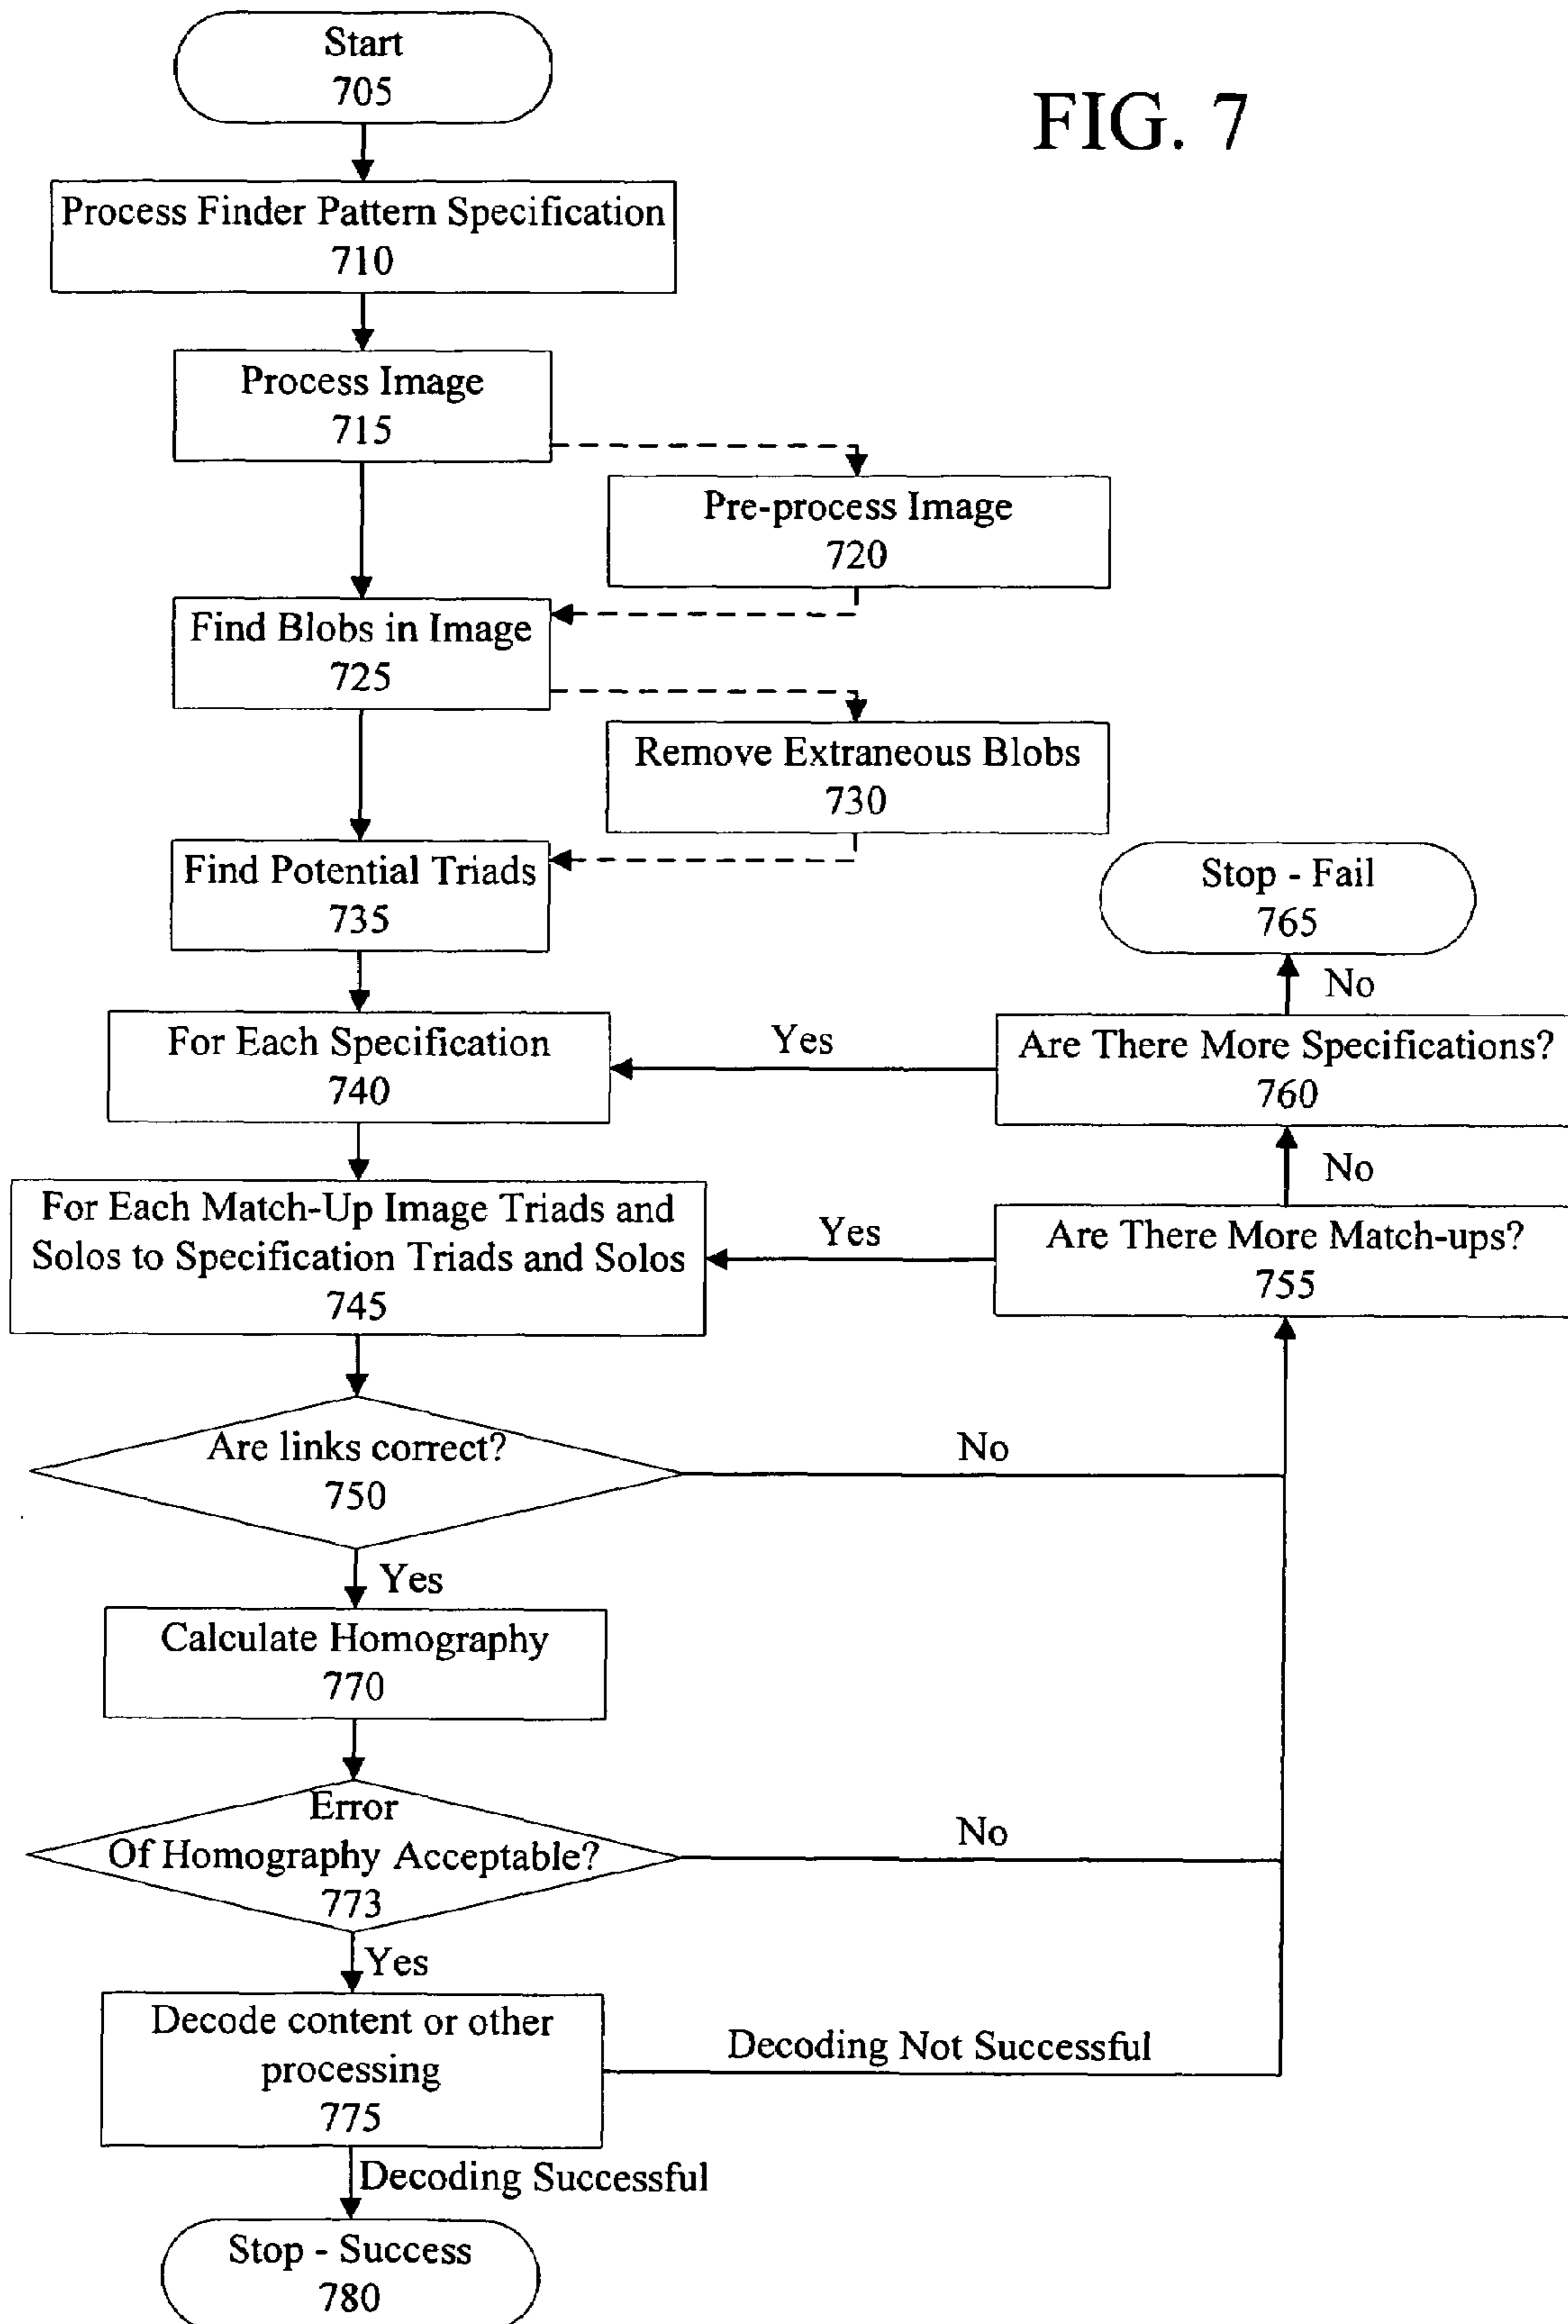 Start
705
FIG. 7
Process Finder Pattern Specification
710
Process Image
715
Pre-process Image
720
Find Blobs in Image
725
Remove Extraneous Blobs
730
Find Potential Triads
735
Stop - Fail
765
No
For Each Specification
740
Yes
Are There More Specifications?
760
No
For Each Match-Up Image Triads and
Solos to Specification Triads and Solos
745
Yes
Are There More Match-ups?
755
Are links correct?
750
No
Yes
Calculate Homography
770
Error
Of Homography Acceptable?
773
No
Yes
Decode content or other
processing
775
Decoding Not Successful
Decoding Successful
Stop - Success
780